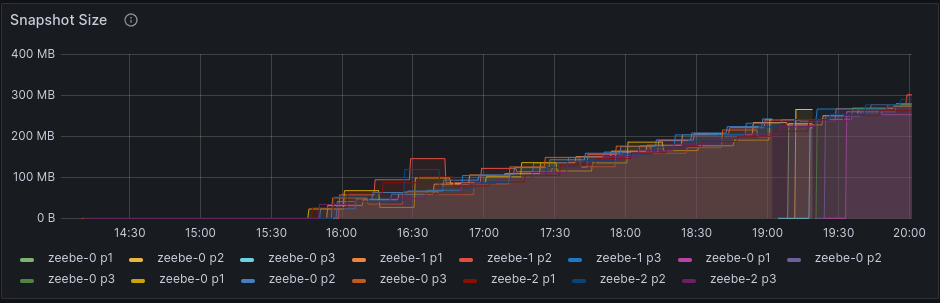 Snapshot Size
400 MB
300 MB
200 MB
100 MB
0 B
14:30 15:00 15:30 16:00 16:30 17:00 17:30 18:00 18:30 19:00 19:30 20:00
zeebe-0 p1 zeebe-0 p2 zeebe-0 p3 zeebe-1 p1 zeebe-1 p2 zeebe-1 p3 zeebe-0 p1 zeebe-0 p2
zeebe-0 p3 zeebe-0 p1 zeebe-0 p2 zeebe-0 p3 zeebe-2 p1 zeebe-2 p2 zeebe-2 p3